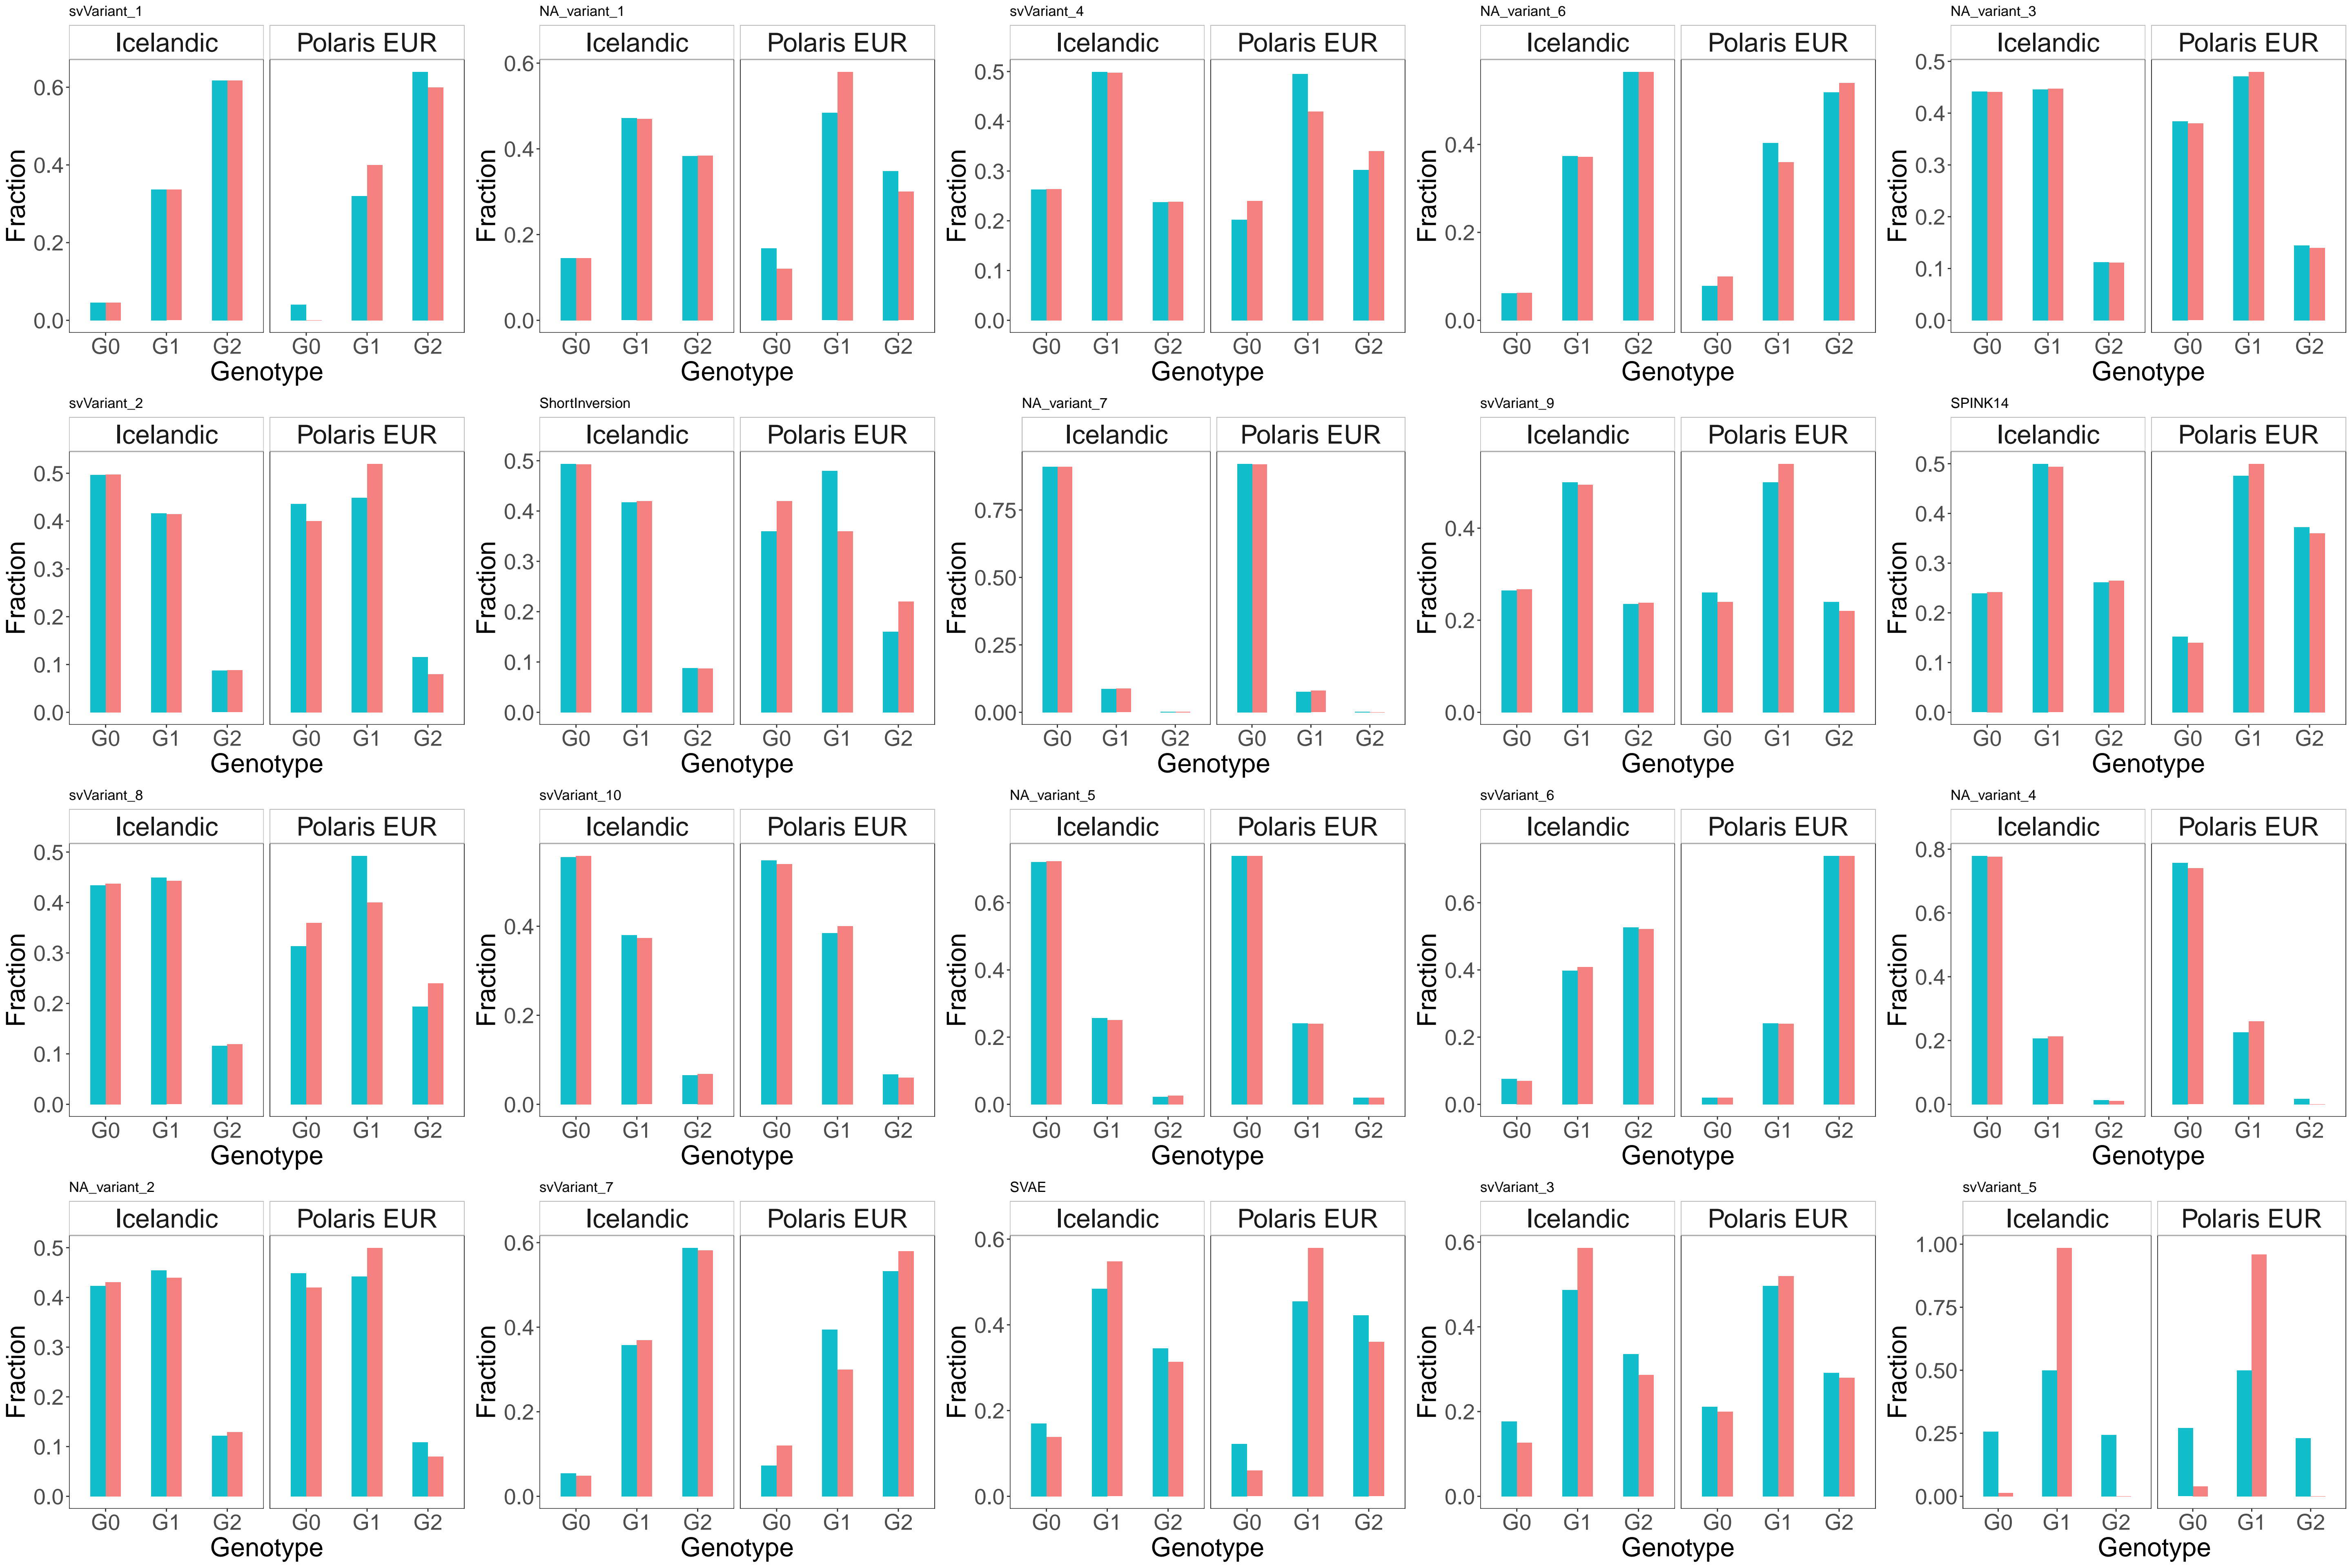 svVariant_1
Icelandic Polaris EUR
Fraction
0.6
0.4
0.2
0.0
G0 G1 G2 G0 G1 G2
Genotype
NA_variant_1
Icelandic Polaris EUR
Fraction
0.6
0.4
0.2
0.0
G0 G1 G2 G0 G1 G2
Genotype
svVariant_4
Icelandic Polaris EUR
Fraction
0.5
0.4
0.3
0.2
0.1
0.0
G0 G1 G2 G0 G1 G2
Genotype
NA_variant_6
Icelandic Polaris EUR
Fraction
0.4
0.2
0.0
G0 G1 G2 G0 G1 G2
Genotype
NA_variant_3
Icelandic Polaris EUR
Fraction
0.5
0.4
0.3
0.2
0.1
0.0
G0 G1 G2 G0 G1 G2
Genotype
svVariant_2
Icelandic Polaris EUR
Fraction
0.5
0.4
0.3
0.2
0.1
0.0
G0 G1 G2 G0 G1 G2
Genotype
ShortInversion
Icelandic Polaris EUR
Fraction
0.5
0.4
0.3
0.2
0.1
0.0
G0 G1 G2 G0 G1 G2
Genotype
NA_variant_7
Icelandic Polaris EUR
Fraction
0.75
0.50
0.25
0.00
G0 G1 G2 G0 G1 G2
Genotype
svVariant_9
Icelandic Polaris EUR
Fraction
0.4
0.2
0.0
G0 G1 G2 G0 G1 G2
Genotype
SPINK14
Icelandic Polaris EUR
Fraction
0.5
0.4
0.3
0.2
0.1
0.0
G0 G1 G2 G0 G1 G2
Genotype
svVariant_8
Icelandic Polaris EUR
Fraction
0.5
0.4
0.3
0.2
0.1
0.0
G0 G1 G2 G0 G1 G2
Genotype
svVariant_10
Icelandic Polaris EUR
Fraction
0.4
0.2
0.0
G0 G1 G2 G0 G1 G2
Genotype
NA_variant_5
Icelandic Polaris EUR
Fraction
0.6
0.4
0.2
0.0
G0 G1 G2 G0 G1 G2
Genotype
svVariant_6
Icelandic Polaris EUR
Fraction
0.6
0.4
0.2
0.0
G0 G1 G2 G0 G1 G2
Genotype
NA_variant_4
Icelandic Polaris EUR
Fraction
0.8
0.6
0.4
0.2
0.0
G0 G1 G2 G0 G1 G2
Genotype
NA_variant_2
Icelandic Polaris EUR
Fraction
0.5
0.4
0.3
0.2
0.1
0.0
G0 G1 G2 G0 G1 G2
Genotype
svVariant_7
Icelandic Polaris EUR
Fraction
0.6
0.4
0.2
0.0
G0 G1 G2 G0 G1 G2
Genotype
SVAE
Icelandic Polaris EUR
Fraction
0.6
0.4
0.2
0.0
G0 G1 G2 G0 G1 G2
Genotype
svVariant_3
Icelandic Polaris EUR
Fraction
0.6
0.4
0.2
0.0
G0 G1 G2 G0 G1 G2
Genotype
svVariant_5
Icelandic Polaris EUR
Fraction
1.00
0.75
0.50
0.25
0.00
G0 G1 G2 G0 G1 G2
Genotype